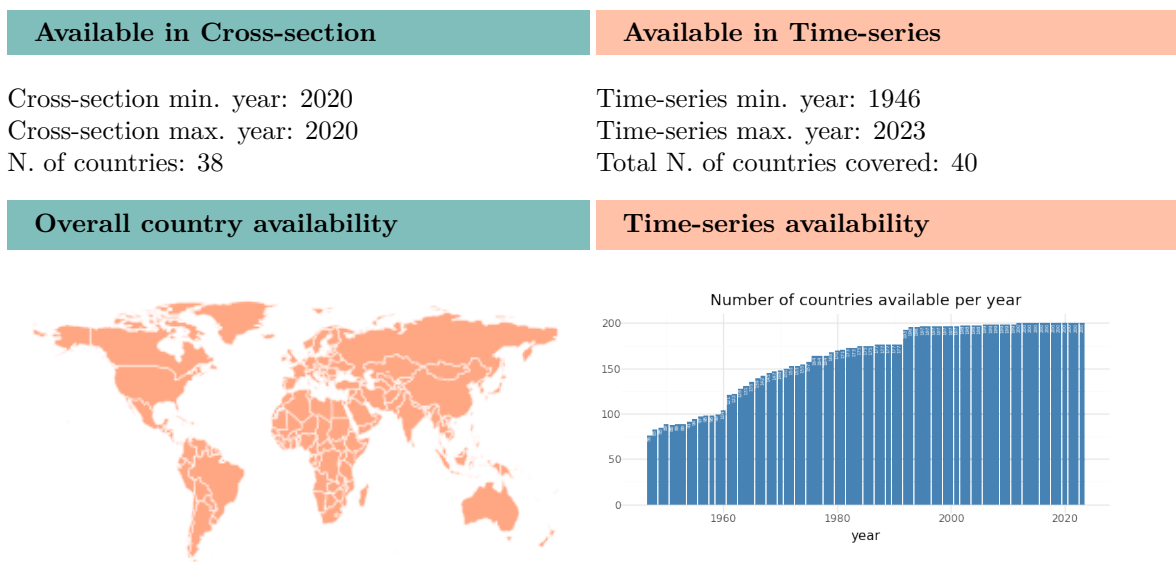 Available in Cross-section
Cross-section min. year: 2020
Cross-section max. year: 2020
N. of countries: 38
Available in Time-series
Time-series min. year: 1946
Time-series max. year: 2023
Total N. of countries covered: 40
Overall country availability
Time-series availability
Number of countries available per year
200
150
100
50
0
1960 1980 2000 2020
year